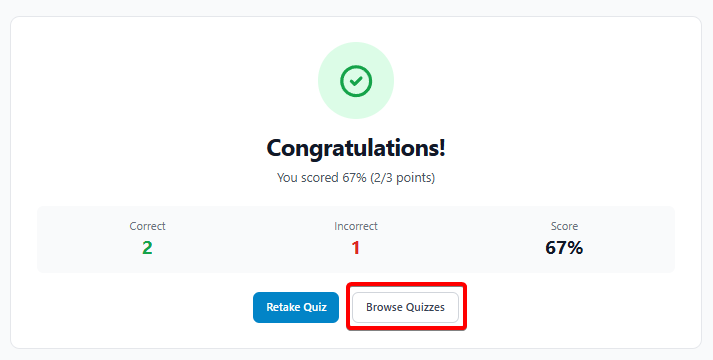 Congratulations!
You scored 67% (2/3 points)
Correct
Incorrect
Score
2
1
67%
Retake Quiz
Browse Quizzes